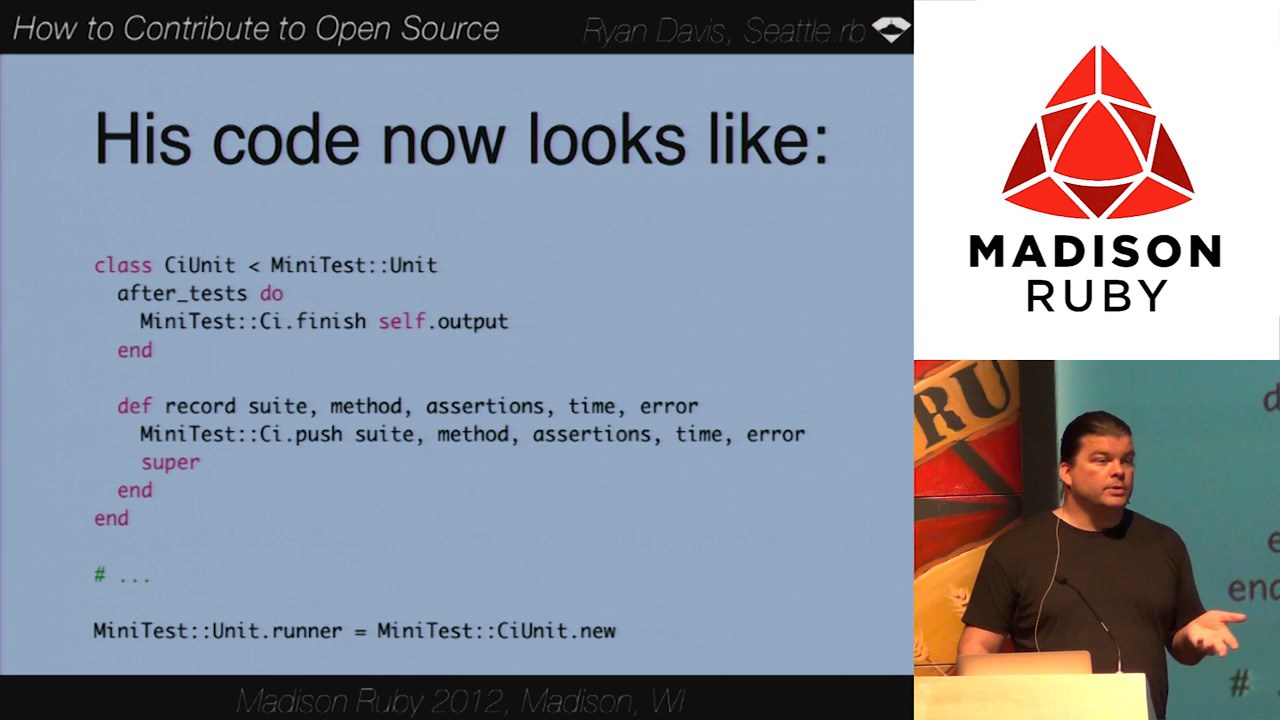 How to Contribute to Open Source
Ryan Davis, Seattle.rb
His code now looks like:
class CiUnit < MiniTest::Unit
after_tests do
MiniTest::Ci.finish self.output
end
def record suite, method, assertions, time, error
MiniTest::Ci.push suite, method, assertions, time, error
super
end
end
# ...
MiniTest::Unit.runner = MiniTest::CiUnit.new
Madison Ruby 2012, Madison, WI
MADISON
RUBY
RU
d
e
end
#